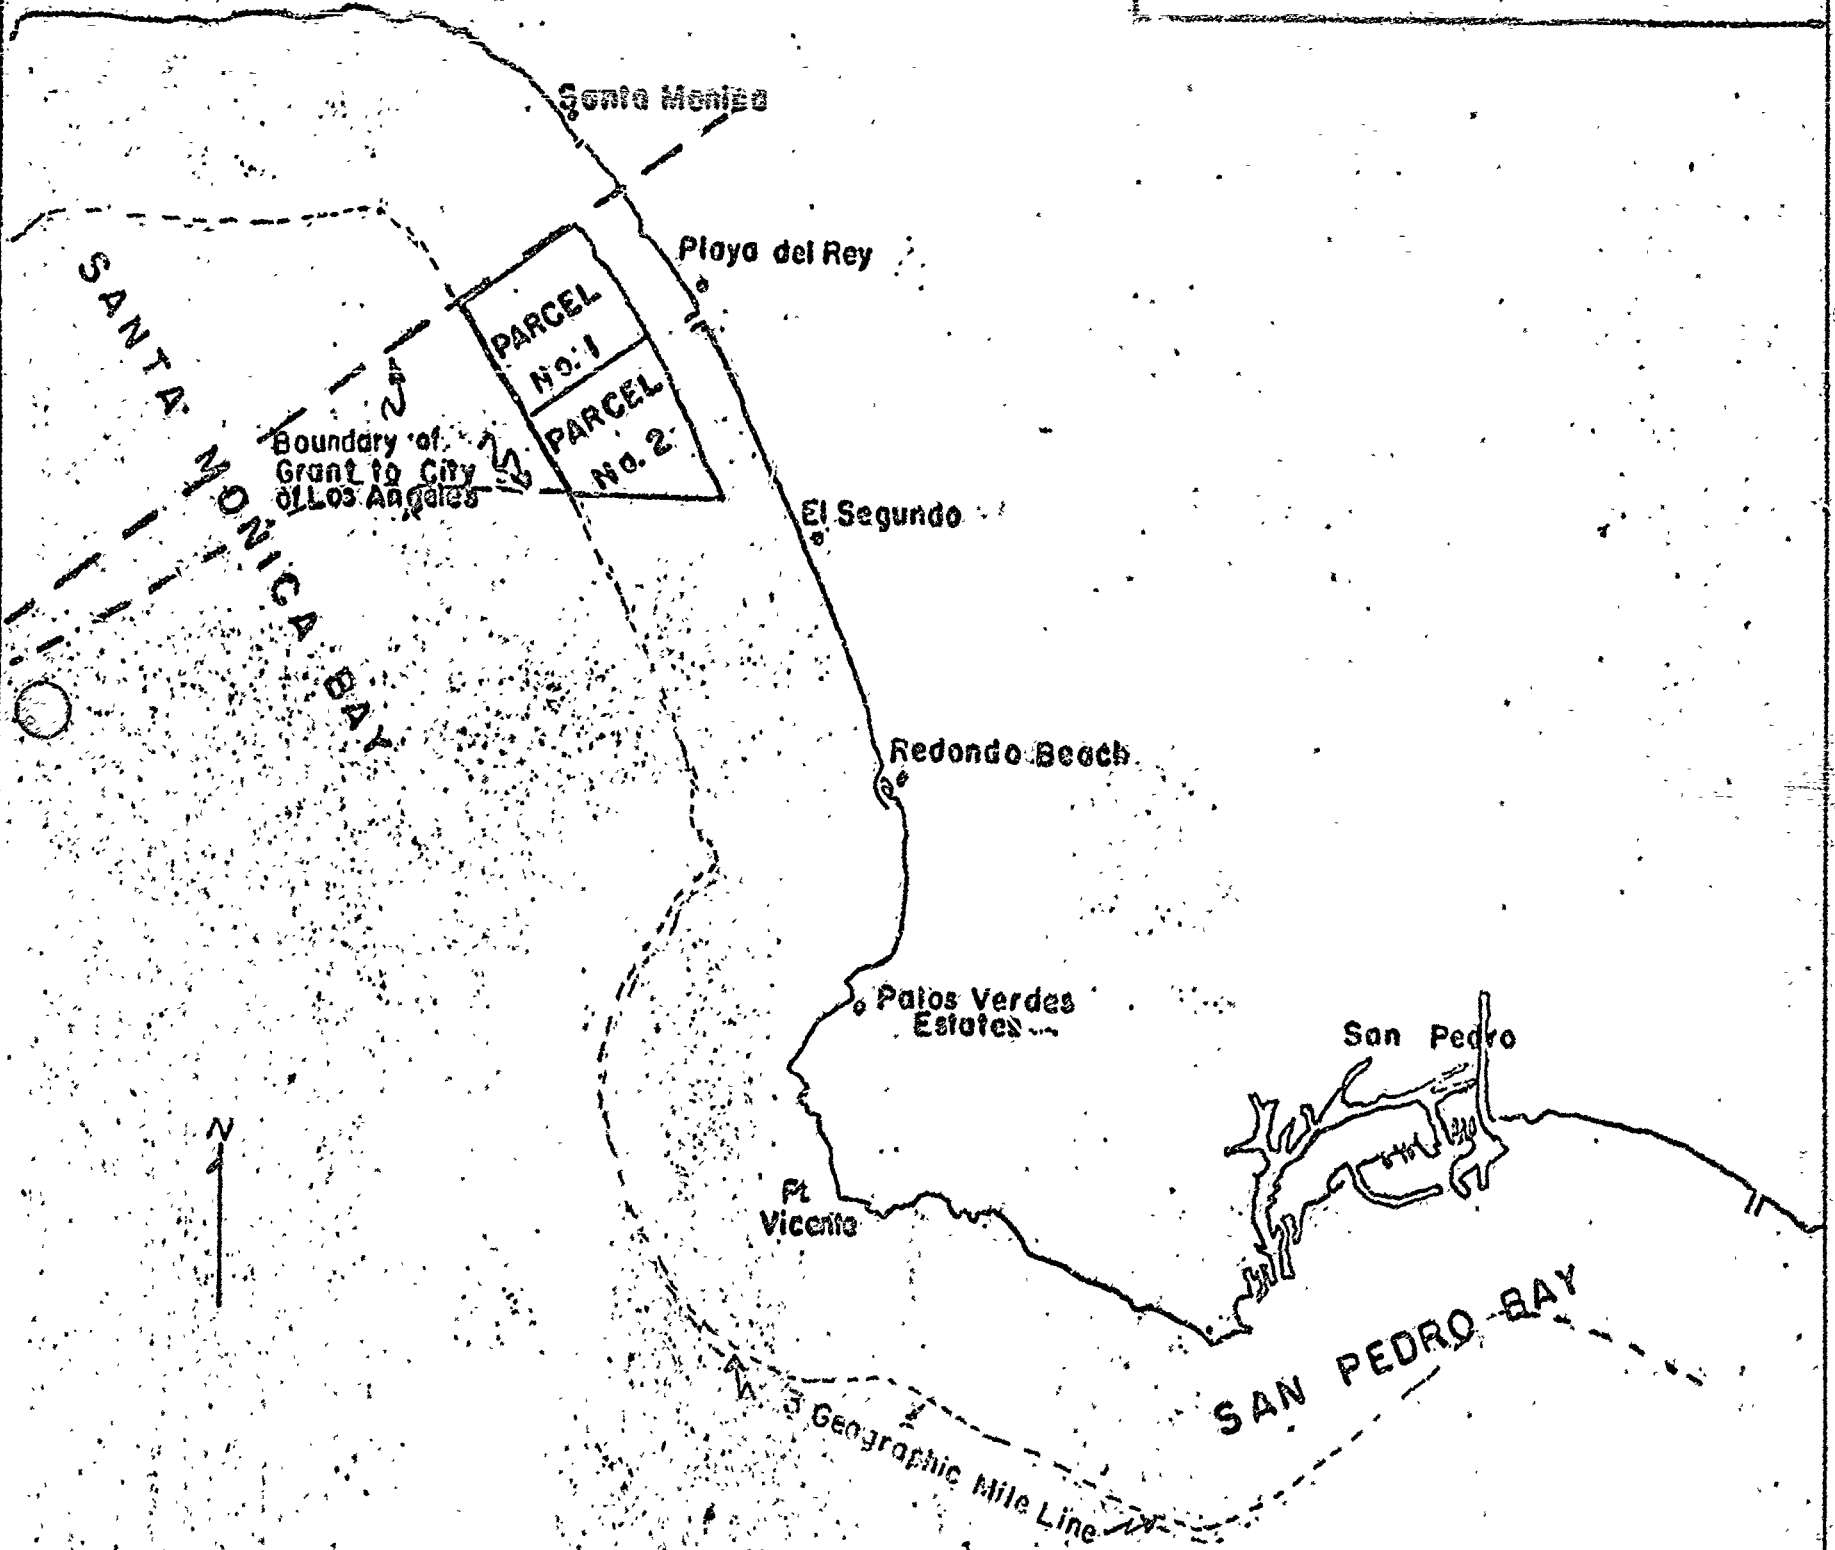 Santa Monica
Playa del Rey
SANTA MONICA BAY
PARCEL
No. 1
PARCEL
No. 2
Boundary of
Grant to City
of Los Angeles
El Segundo
Redondo Beach
Palos Verdes
Estates
San Pedro
N
Pt.
Vicente
SAN PEDRO BAY
3 Geographic Mile Line